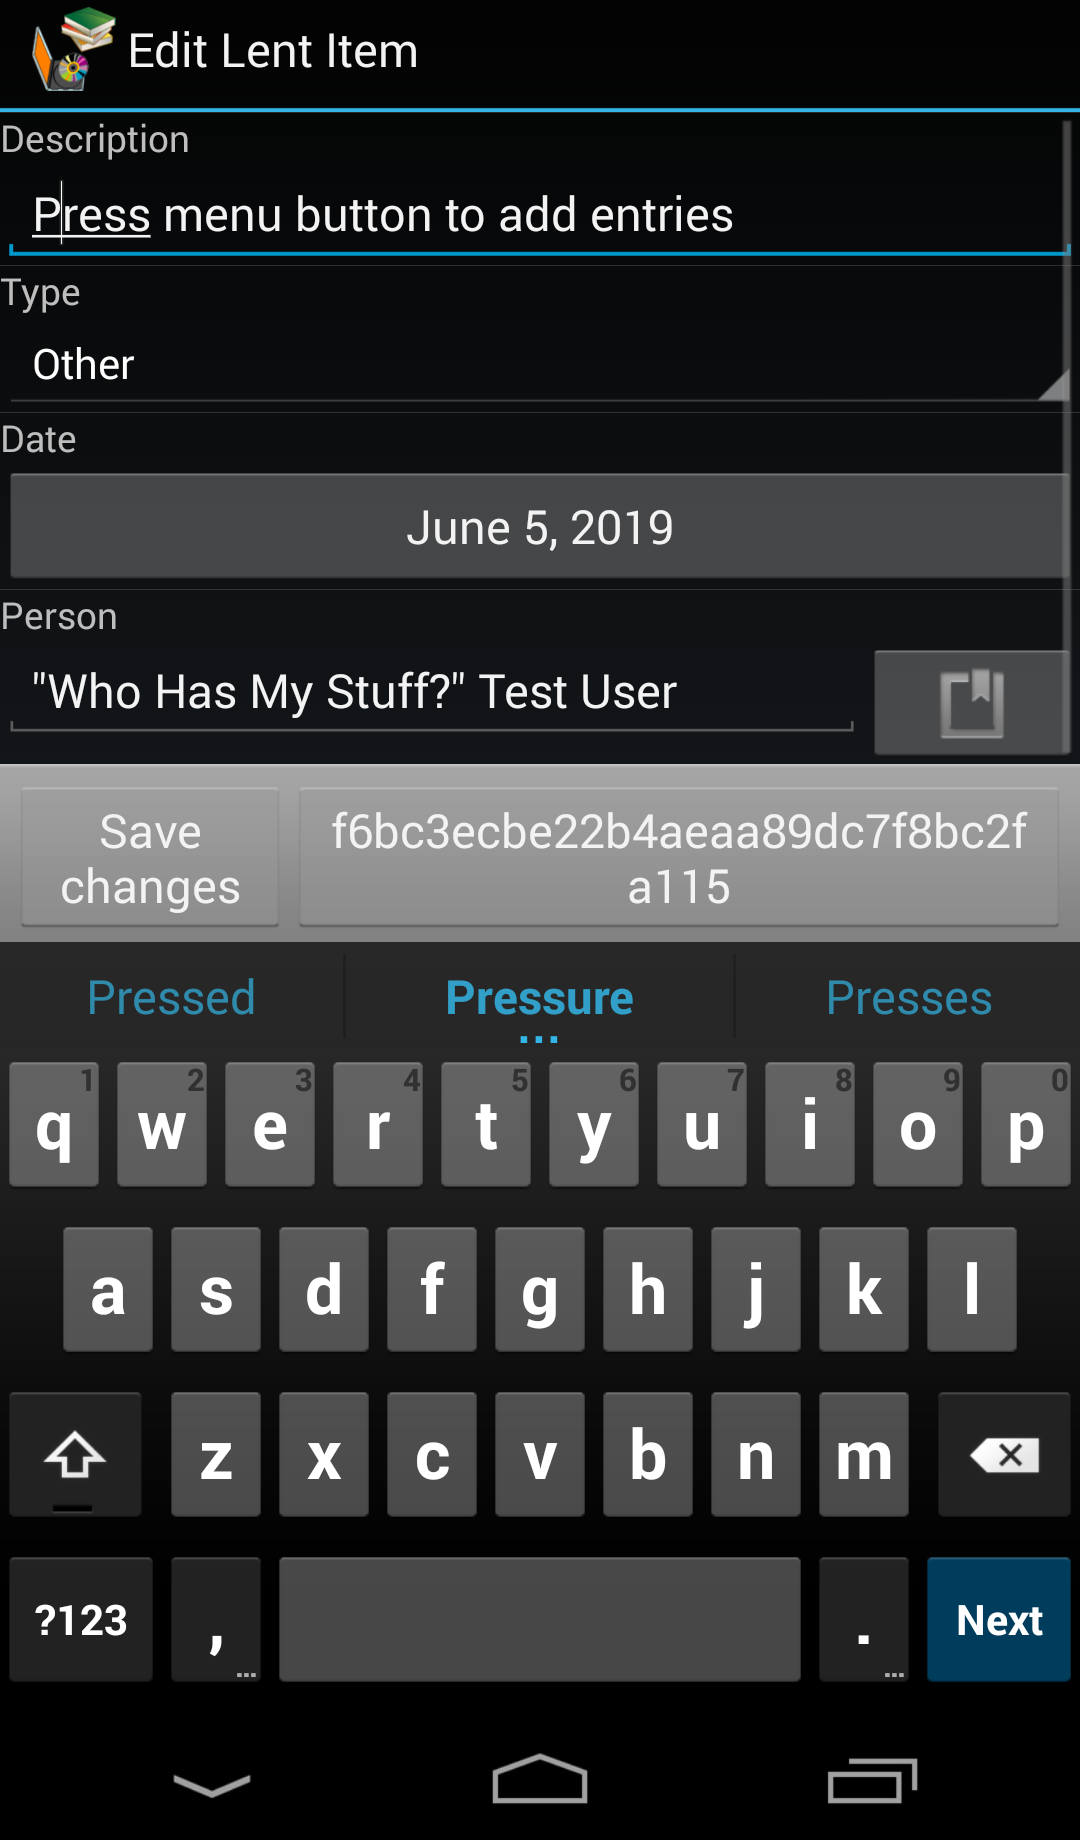 Edit Lent Item
Description
Press menu button to add entries
Type
Other
Date
June 5, 2019
Person
"Who Has My Stuff?" Test User
Save
changes
f6bc3ecbe22b4aeaa89dc7f8bc2f
a115
Pressed Pressure Presses
...
1 2 3 4 5 6 7 8 9 0
q w e r t y u i o p
a s d f g h j k l
z x c v b n m
?123 , ... . ... Next